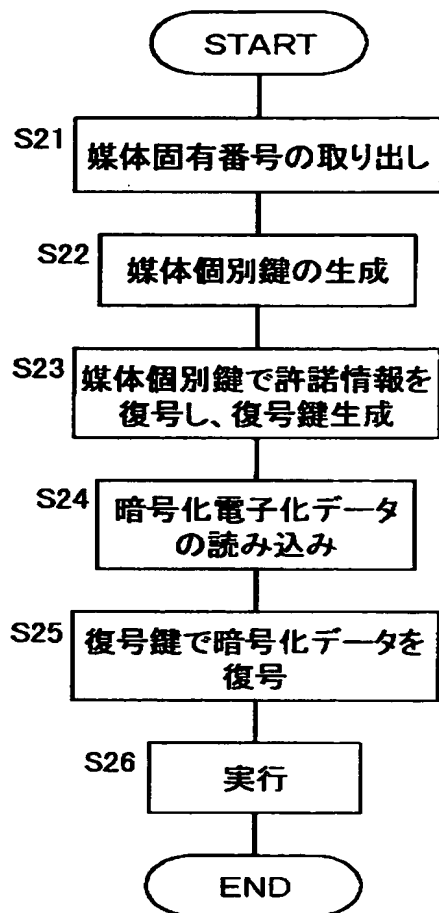 START
S21
媒体固有番号の取り出し
S22
媒体個別鍵の生成
S23
媒体個別鍵で許諾情報を
復号し、復号鍵生成
S24
暗号化電子化データ
の読み込み
S25
復号鍵で暗号化データを
復号
S26
実行
END